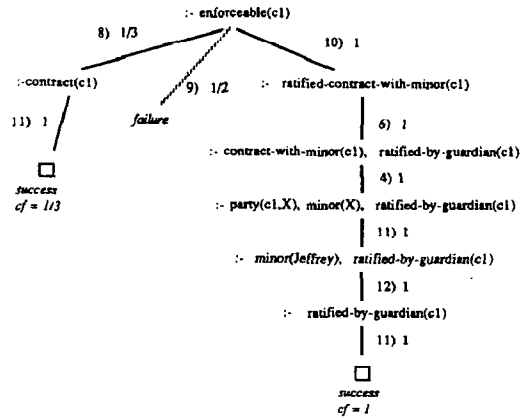 :- enforceable(c1)
8) 1/3
10) 1
:-contract(c1)
9) 1/2
:- ratified-contract-with-minor(c1)
11) 1
failure
6) 1
:- contract-with-minor(c1), ratified-by-guardian(c1)
success
cf = 1/3
4) 1
:- party(c1,X), minor(X), ratified-by-guardian(c1)
11) 1
:- minor(Jeffrey), ratified-by-guardian(c1)
12) 1
:- ratified-by-guardian(c1)
11) 1
success
cf = 1